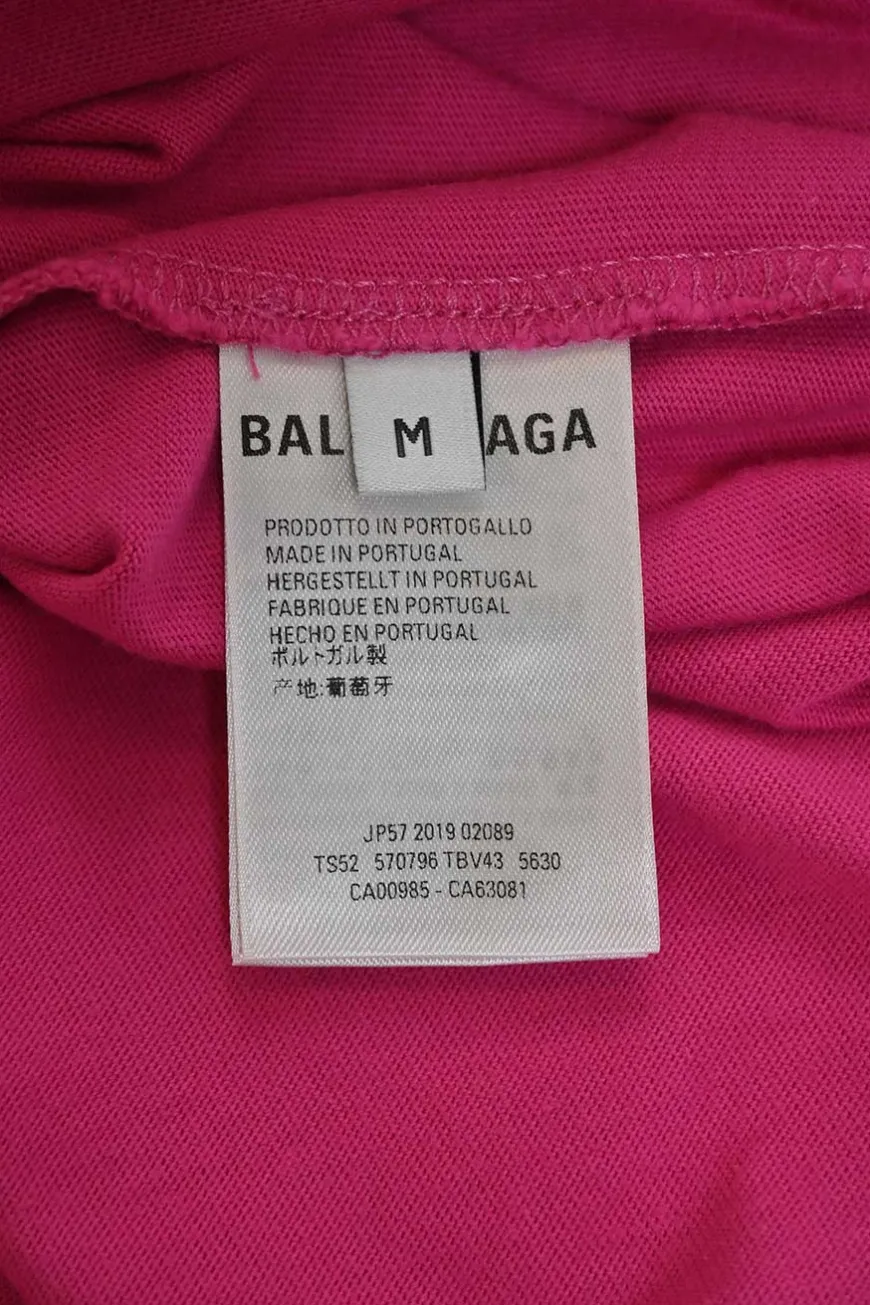 BAL M AGA
PRODOTTO IN PORTOGALLO
MADE IN PORTUGAL
HERGESTELLT IN PORTUGAL
FABRIQUE EN PORTUGAL
HECHO EN PORTUGAL
ポルトガル製
产地:葡萄牙
JP57 2019 02089
TS52 570796 TBV43 5630
CA00985 - CA63081